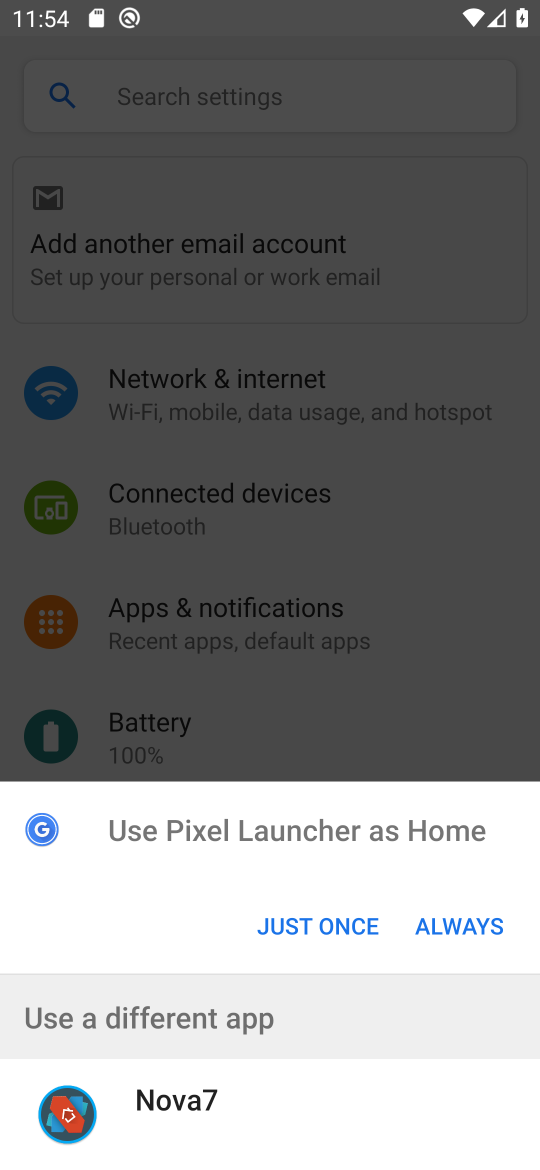 11:54
Search settings
Add another email account
Set up your personal or work email
Network & internet
Wi-Fi, mobile, data usage, and hotspot
Connected devices
Bluetooth
Apps & notifications
Recent apps, default apps
Battery
100%
G Use Pixel Launcher as Home
JUST ONCE ALWAYS
Use a different app
Nova7